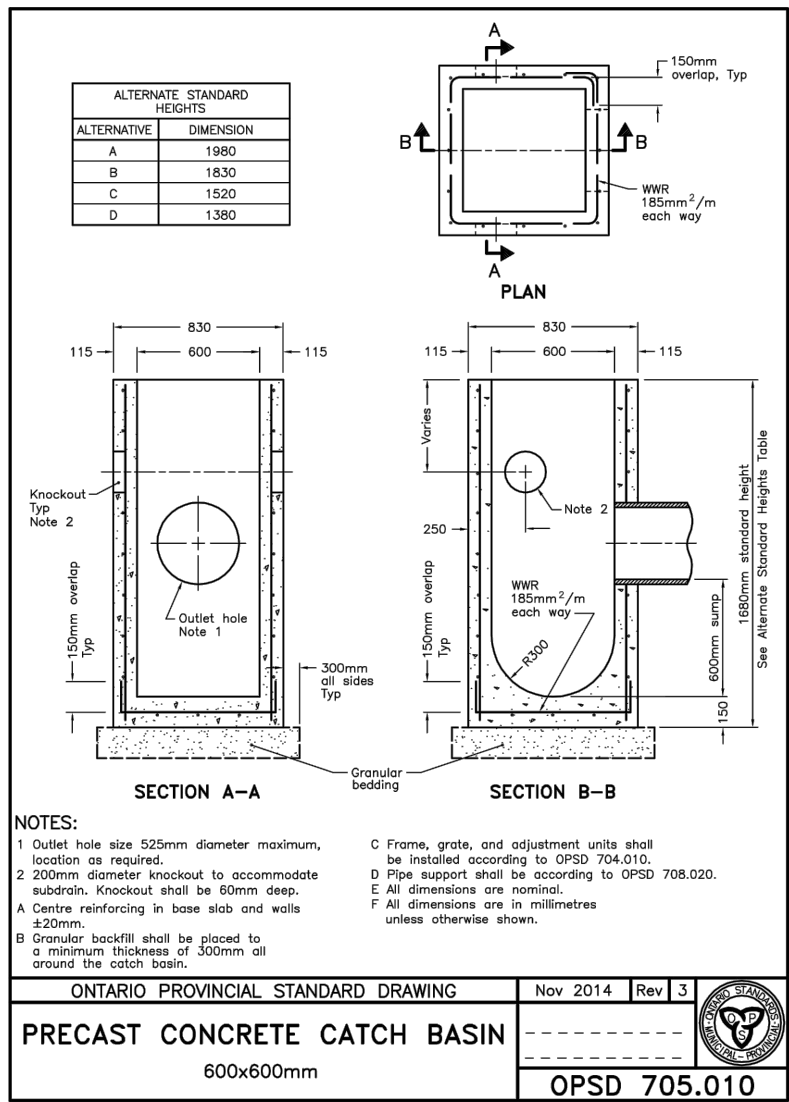 ALTERNATE STANDARD
HEIGHTS
ALTERNATIVE DIMENSION
A 1980
B 1830
C 1520
D 1380
A
150mm
overlap, Typ
B
B
WWR
185mm²/m
each way
A
PLAN
830
115
600
115
Knockout
Typ
Note 2
150mm overlap
Typ
Outlet hole
Note 1
300mm
all sides
Typ
SECTION A–A
830
115
600
115
Varies
Note 2
250
WWR
185mm²/m
each way
150mm overlap
Typ
R300
600mm sump
150
1680mm standard height
See Alternate Standard Heights Table
Granular
bedding
SECTION B–B
NOTES:
1 Outlet hole size 525mm diameter maximum,
location as required.
2 200mm diameter knockout to accommodate
subdrain. Knockout shall be 60mm deep.
A Centre reinforcing in base slab and walls
±20mm.
B Granular backfill shall be placed to
a minimum thickness of 300mm all
around the catch basin.
C Frame, grate, and adjustment units shall
be installed according to OPSD 704.010.
D Pipe support shall be according to OPSD 708.020.
E All dimensions are nominal.
F All dimensions are in millimetres
unless otherwise shown.
ONTARIO PROVINCIAL STANDARD DRAWING
Nov 2014 Rev 3
PRECAST CONCRETE CATCH BASIN
600x600mm
OPSD 705.010
ONTARIO STANDARDS
MUNICIPAL–PROVINCIAL
O P S